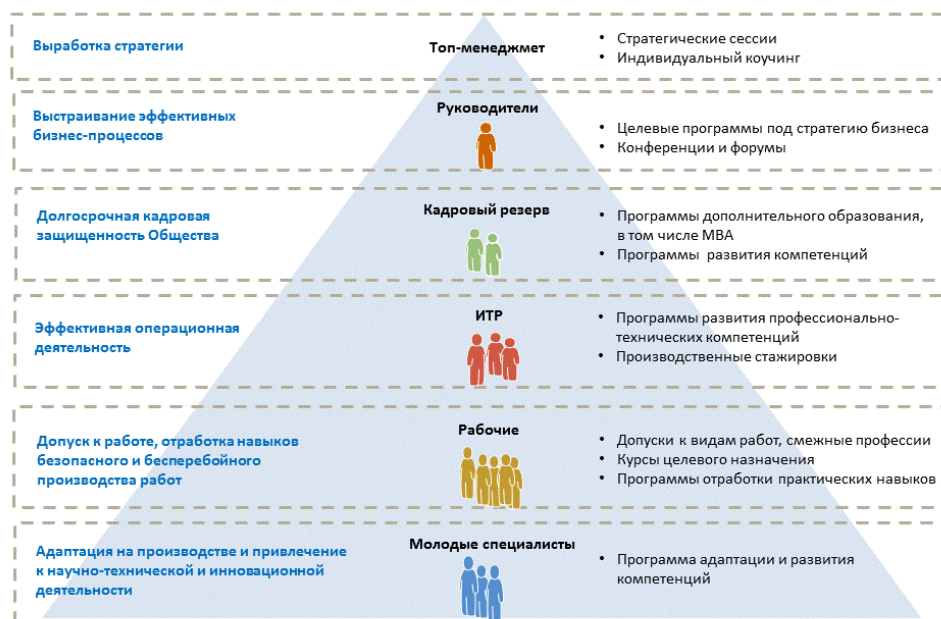 Выработка стратегии
Топ-менеджмет
• Стратегические сессии
• Индивидуальный коучинг
Выстраивание эффективных
бизнес-процессов
Руководители
• Целевые программы под стратегию бизнеса
• Конференции и форумы
Долгосрочная кадровая
защищенность Общества
Кадровый резерв
• Программы дополнительного образования,
в том числе МВА
• Программы развития компетенций
Эффективная операционная
деятельность
ИТР
• Программы развития профессионально-
технических компетенций
• Производственные стажировки
Допуск к работе, отработка навыков
безопасного и бесперебойного
производства работ
Рабочие
• Допуски к видам работ, смежные профессии
• Курсы целевого назначения
• Программы отработки практических навыков
Адаптация на производстве и привлечение
к научно-технической и инновационной
деятельности
Молодые специалисты
• Программа адаптации и развития
компетенций